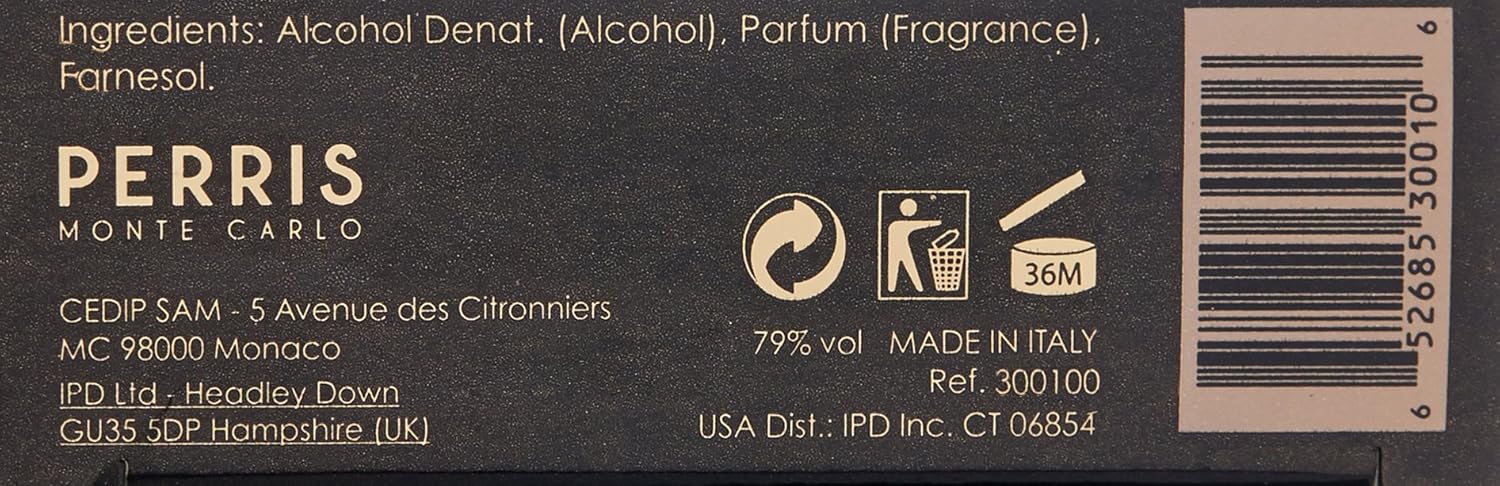 Ingredients: Alcohol Denat. (Alcohol), Parfum (Fragrance),
Farnesol.
PERRIS
MONTE CARLO
CEDIP SAM - 5 Avenue des Citronniers
MC 98000 Monaco
IPD Ltd - Headley Down
GU35 5DP Hampshire (UK)
36M
79% vol MADE IN ITALY
Ref. 300100
USA Dist.: IPD Inc. CT 06854
6 52685 30010 6